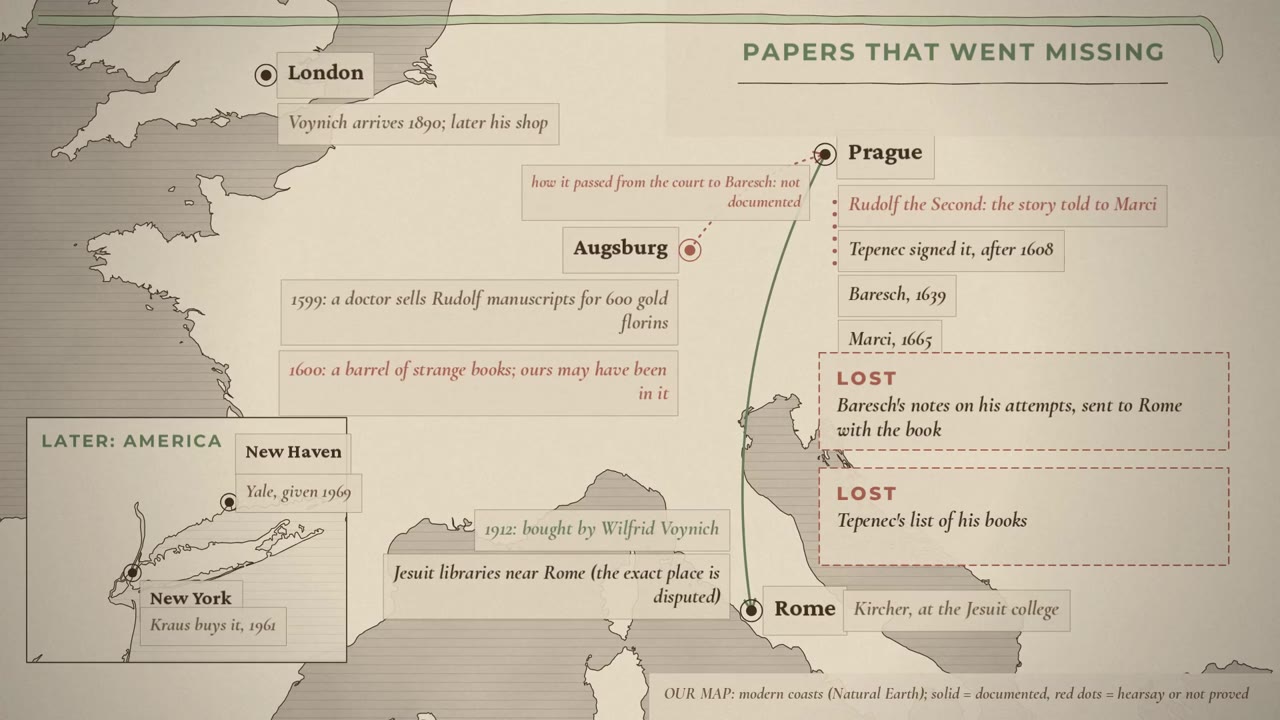 PAPERS THAT WENT MISSING
London
Voynich arrives 1890; later his shop
Prague
how it passed from the court to Baresch: not
documented
Rudolf the Second: the story told to Marci
Augsburg
Tepenec signed it, after 1608
1599: a doctor sells Rudolf manuscripts for 600 gold
florins
Baresch, 1639
Marci, 1665
1600: a barrel of strange books; ours may have been
in it
LOST
Baresch's notes on his attempts, sent to Rome
with the book
LATER: AMERICA
New Haven
Yale, given 1969
LOST
Tepenec's list of his books
1912: bought by Wilfrid Voynich
Jesuit libraries near Rome (the exact place is
disputed)
New York
Kraus buys it, 1961
Rome
Kircher, at the Jesuit college
OUR MAP: modern coasts (Natural Earth); solid = documented, red dots = hearsay or not proved